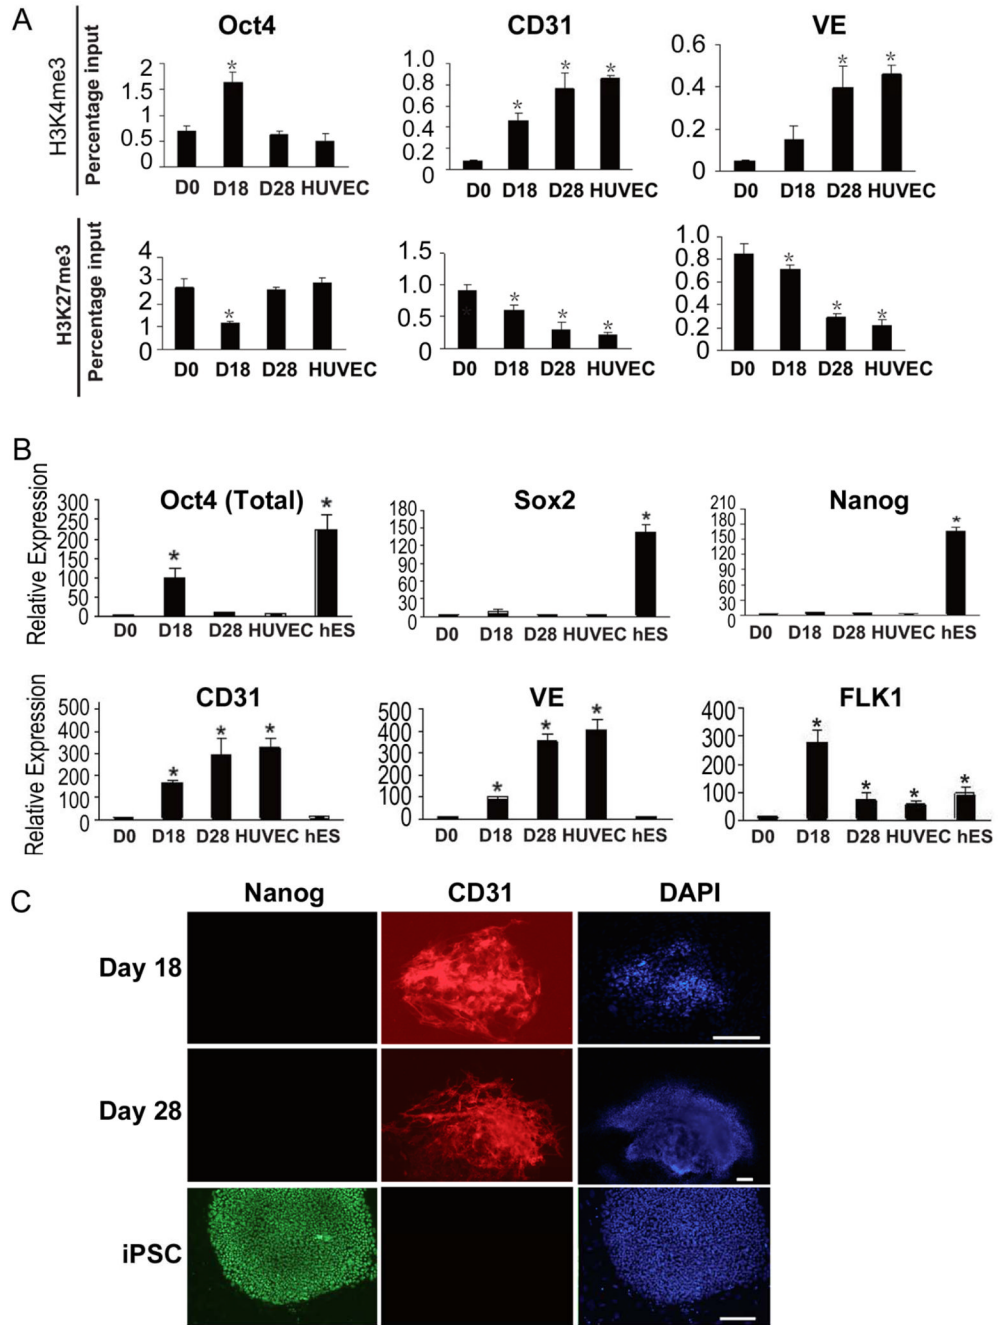 A
Oct4 CD31 VE
H3K4me3
Percentage input
2
1.5
1
0.5
0
*
D0 D18 D28 HUVEC
1.0
0.8
0.6
0.4
0.2
0
* * *
D0 D18 D28 HUVEC
0.6
0.4
0.2
0
* *
D0 D18 D28 HUVEC
H3K27me3
Percentage input
4
3
2
1
0
*
D0 D18 D28 HUVEC
1.5
1.0
0.5
0
* * * *
D0 D18 D28 HUVEC
1.0
0.8
0.6
0.4
0.2
0
* * *
D0 D18 D28 HUVEC
B
Relative Expression
Oct4 (Total)
300
250
200
150
100
50
0
* *
D0 D18 D28 HUVEC hES
Sox2
180
150
120
90
60
30
0
*
D0 D18 D28 HUVEC hES
Nanog
210
180
150
120
90
60
30
0
*
D0 D18 D28 HUVEC hES
Relative Expression
CD31
500
400
300
200
100
0
* * *
D0 D18 D28 HUVEC hES
VE
500
400
300
200
100
0
* * *
D0 D18 D28 HUVEC hES
FLK1
400
300
200
100
0
* * * *
D0 D18 D28 HUVEC hES
C
Nanog CD31 DAPI
Day 18
Day 28
iPSC